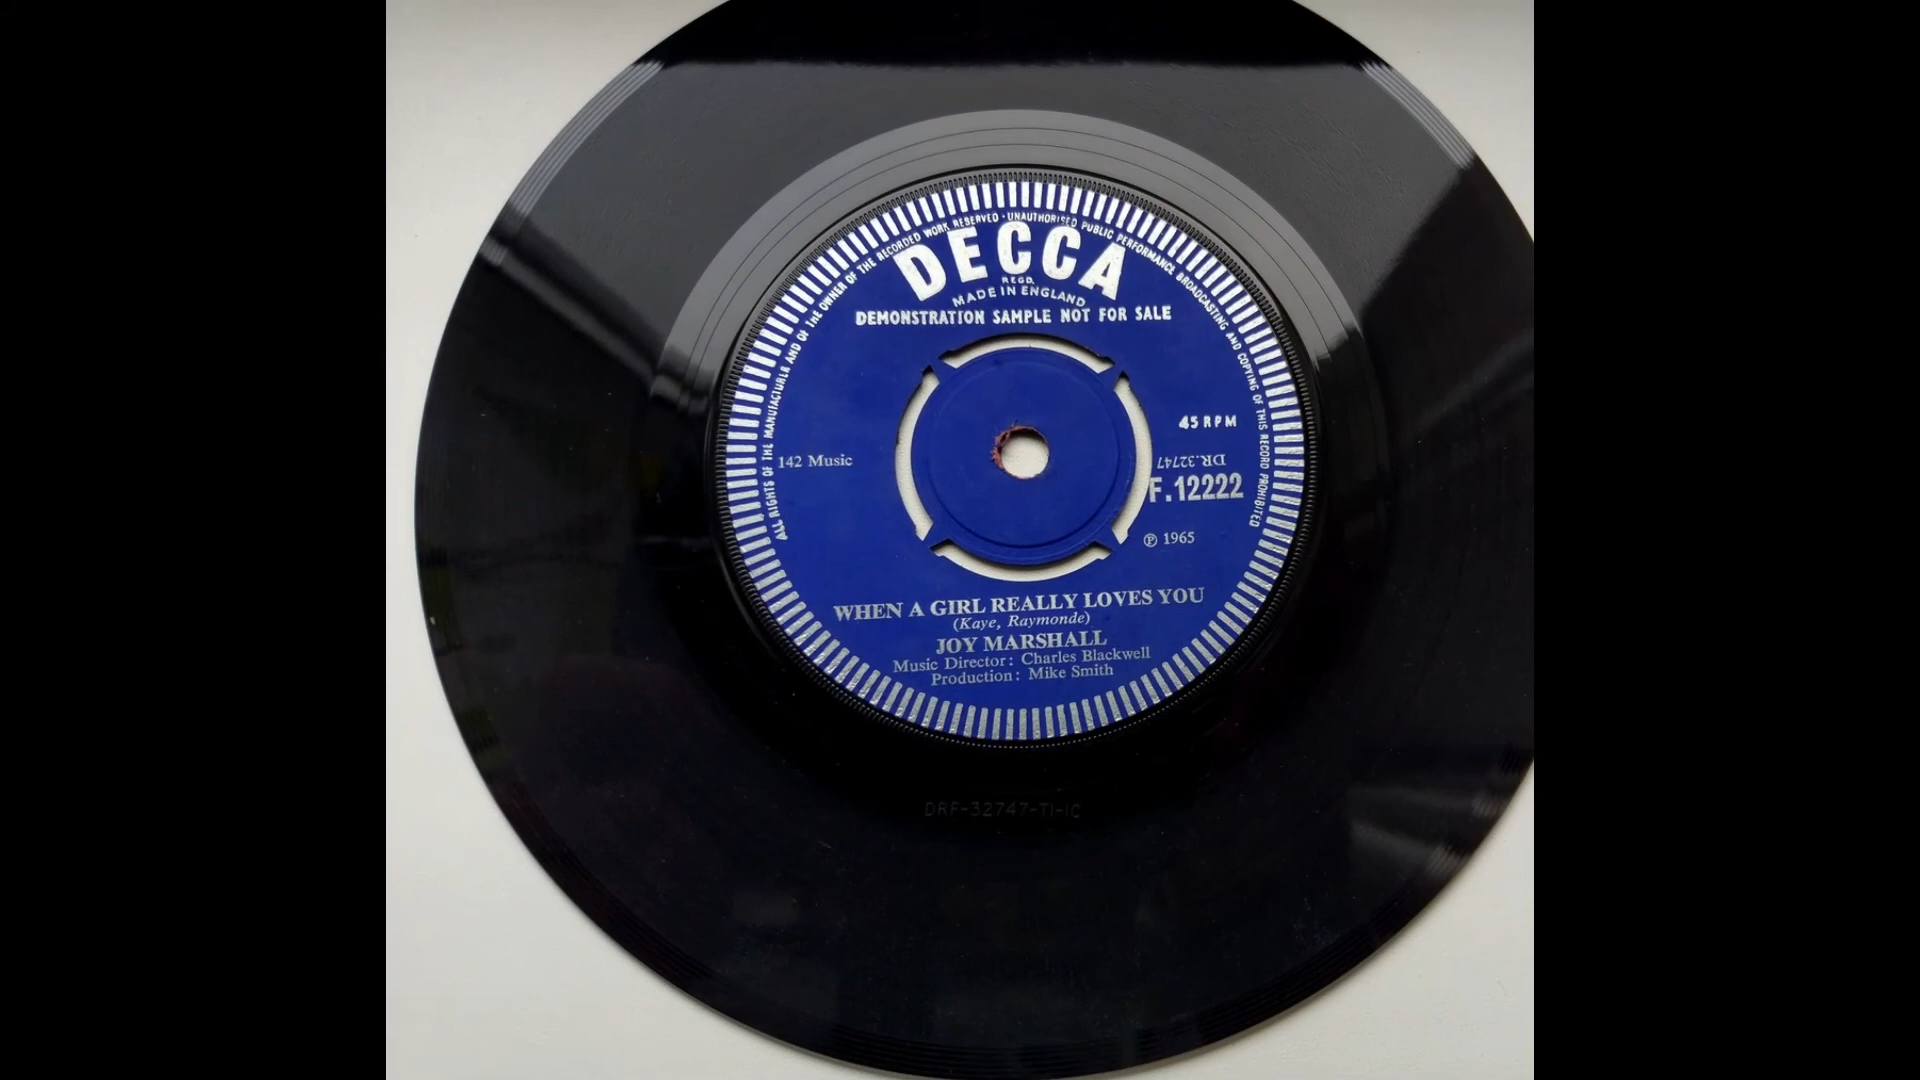 ALL RIGHTS OF THE MANUFACTURER AND OF THE OWNER OF THE RECORDED WORK RESERVED · UNAUTHORISED PUBLIC PERFORMANCE BROADCASTING AND COPYING OF THIS RECORD PROHIBITED
DECCA
REGD.
MADE IN ENGLAND
DEMONSTRATION SAMPLE NOT FOR SALE
45 RPM
142 Music
DR.32747
F.12222
℗ 1965
WHEN A GIRL REALLY LOVES YOU
(Kaye, Raymonde)
JOY MARSHALL
Music Director: Charles Blackwell
Production: Mike Smith
DRF-32747-T1-1C